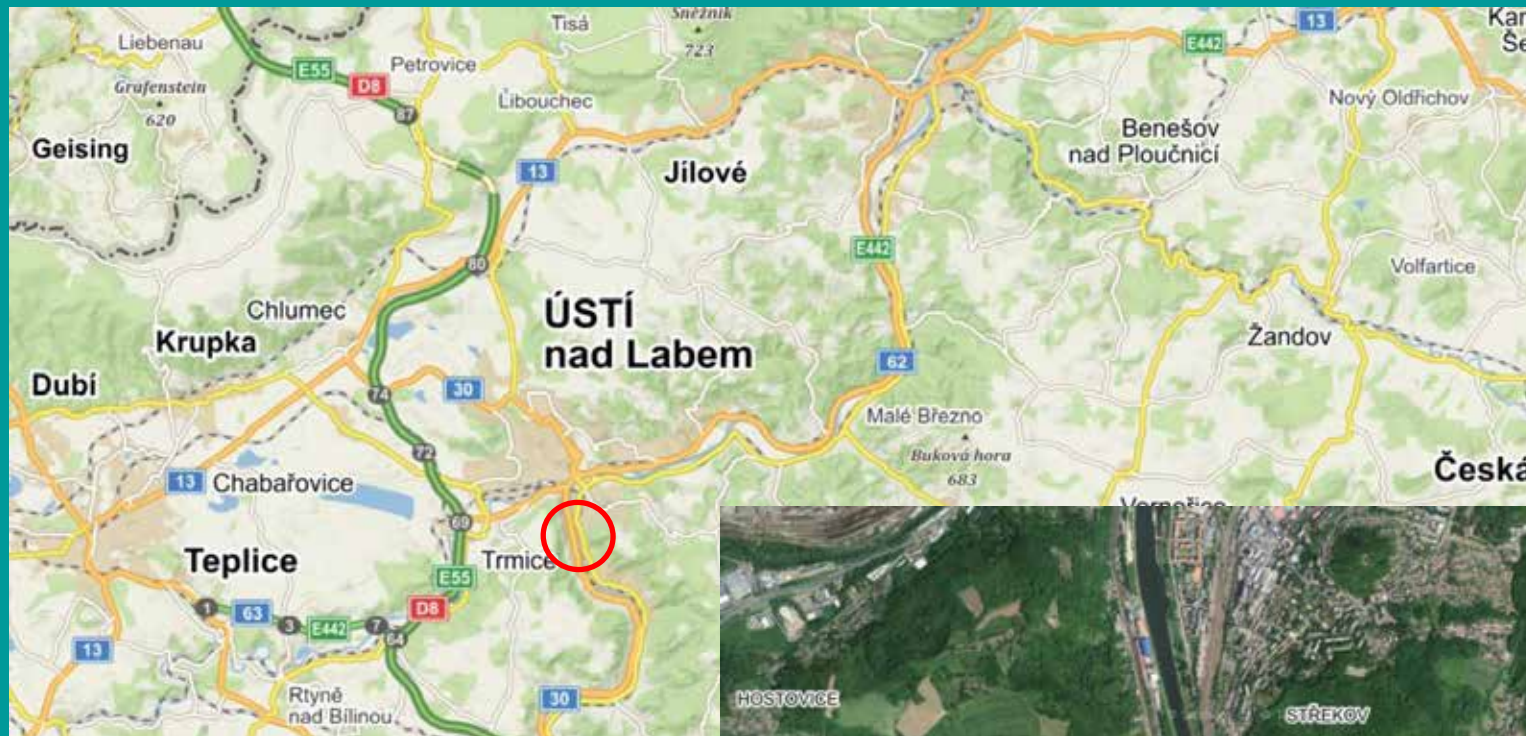 Tisá
Sněžník
723
13
E442
Liebenau
Petrovice
E55
D8
Grafenstein
620
87
Libouchec
Nový Oldřichov
Geising
Benešov
nad Ploučnicí
13
Jílové
E442
Volfartice
80
Chlumec
ÚSTÍ
nad Labem
Krupka
Žandov
62
Dubí
74
30
Malé Březno
72
Buková hora
683
13
Chabařovice
Česká
69
Teplice
Trmice
E55
1
63
3
E442
7
64
D8
13
Rtyně
nad Bílinou
30
HOSTOVICE
STŘEKOV